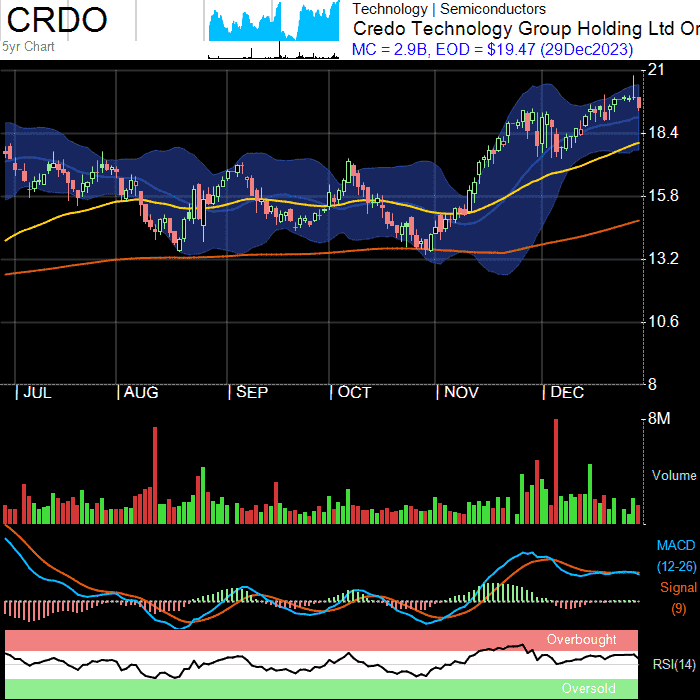 CRDO
5yr Chart
Technology | Semiconductors
Credo Technology Group Holding Ltd Or
MC = 2.9B, EOD = $19.47 (29Dec2023)
21
18.4
15.8
13.2
10.6
8
JUL AUG SEP OCT NOV DEC
8M
Volume
MACD
(12-26)
Signal
(9)
Overbought
RSI(14)
Oversold